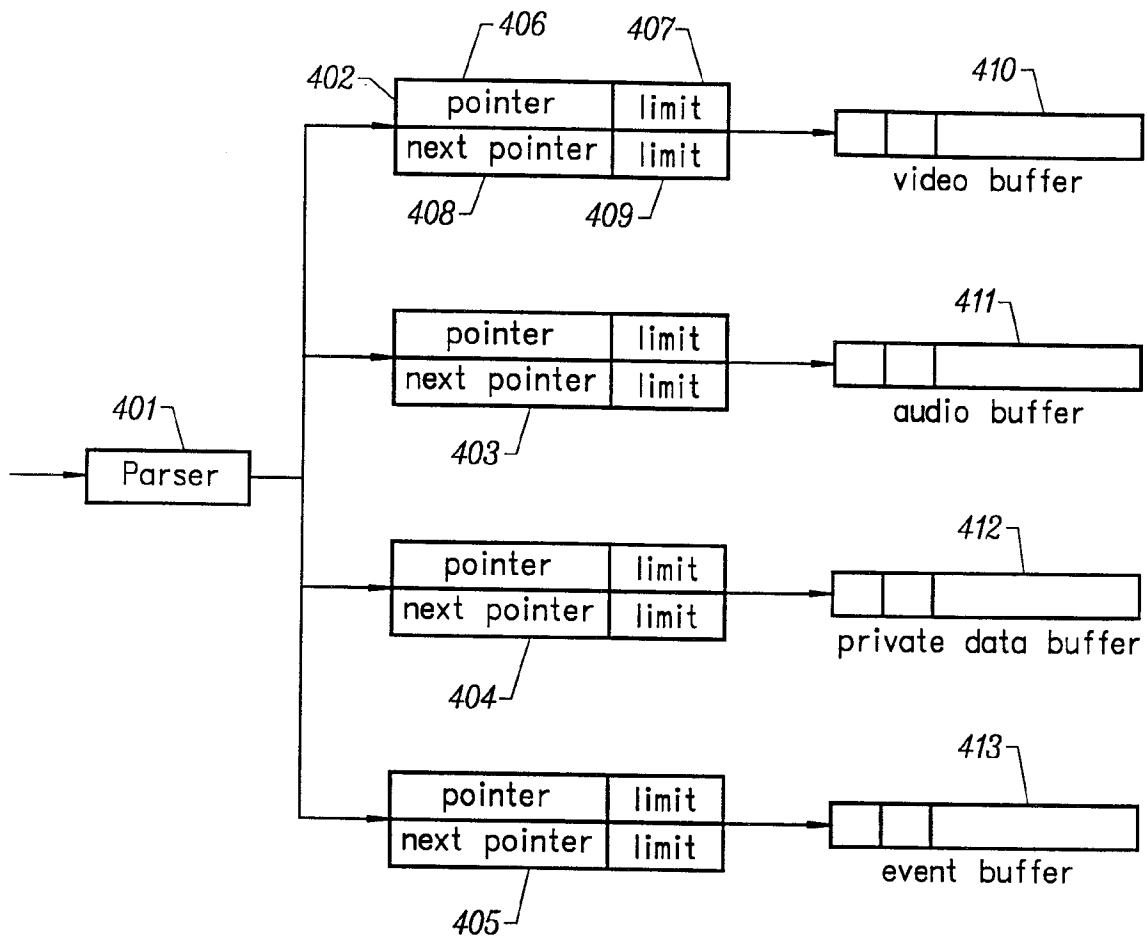 406
407
402
410
pointer limit
next pointer limit
video buffer
408
409
411
pointer limit
next pointer limit
audio buffer
401
403
Parser
412
pointer limit
next pointer limit
private data buffer
404
413
pointer limit
next pointer limit
event buffer
405